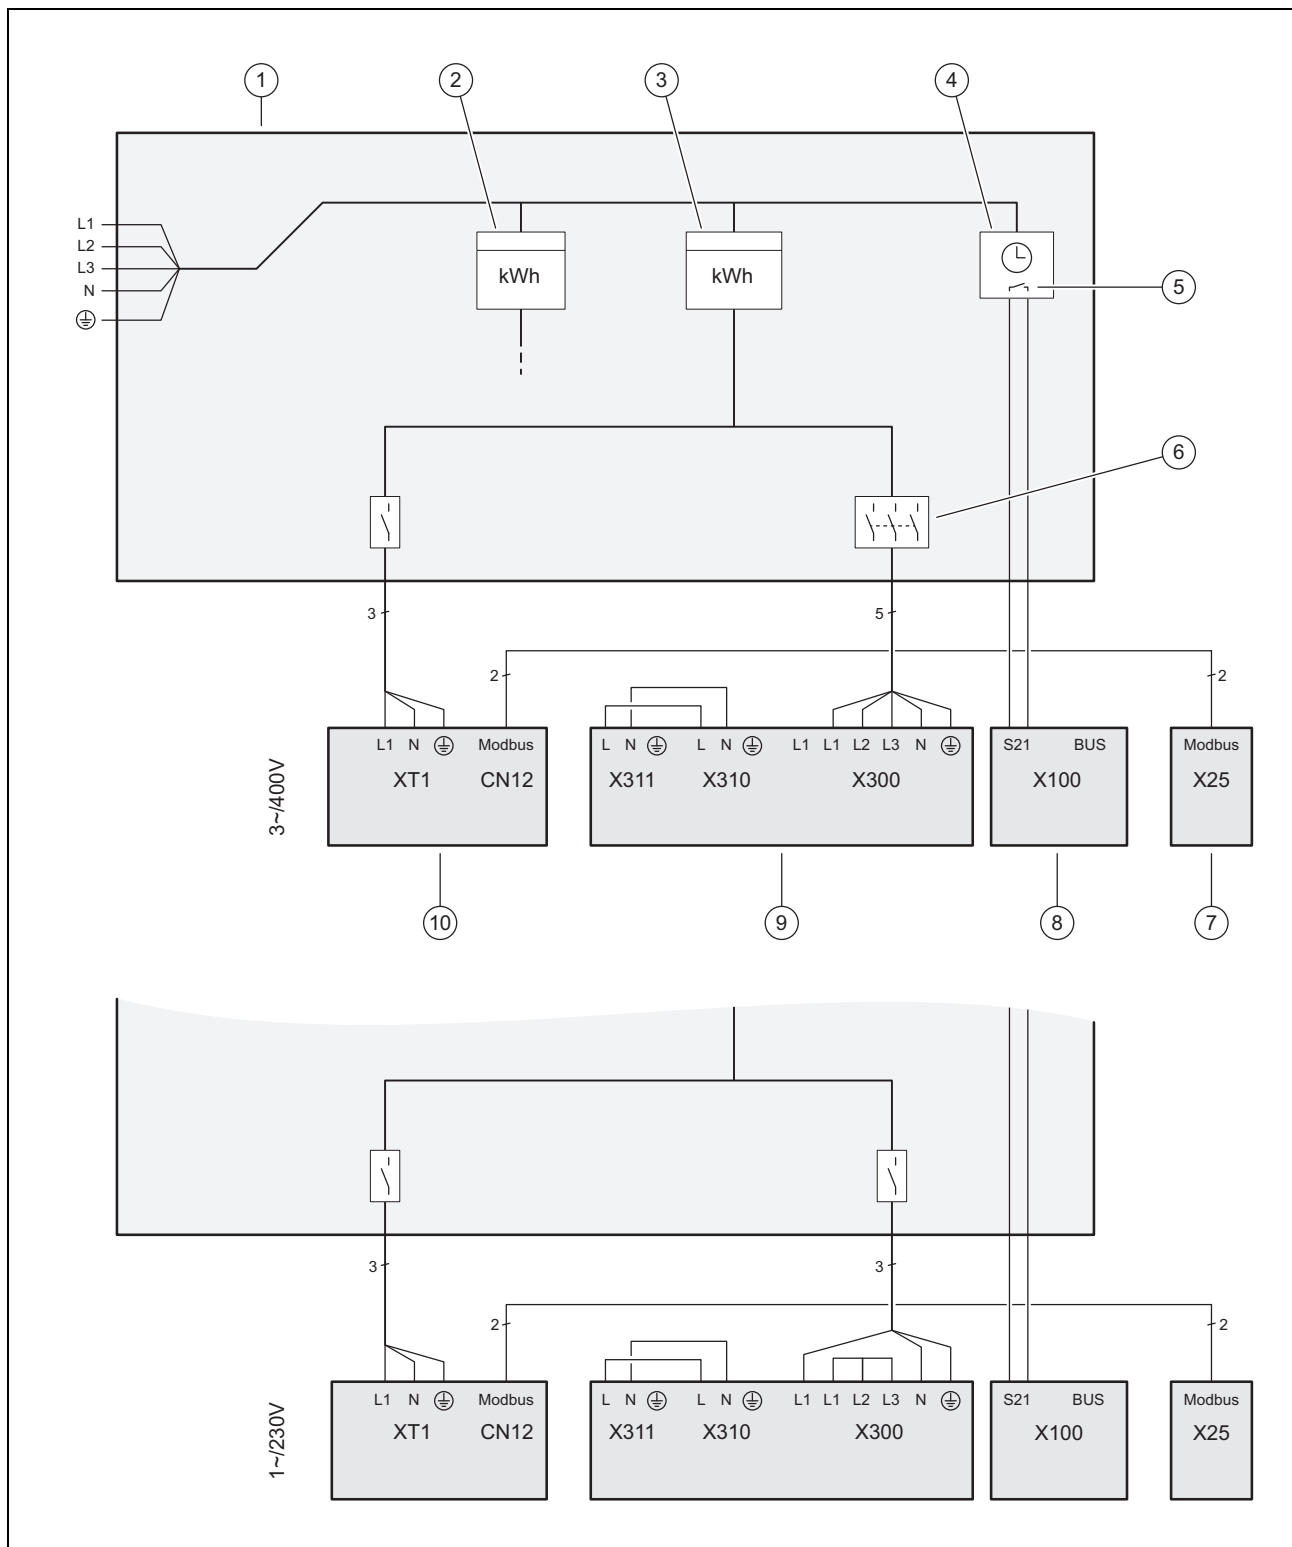 1 2 3 4
L1
L2
L3
N
kWh kWh
5
6
3 5
2 2
L1 N Modbus L N L N L1 L1 L2 L3 N S21 BUS Modbus
XT1 CN12 X311 X310 X300 X100 X25
3~/400V
10 9 8 7
3 3
2 2
L1 N Modbus L N L N L1 L1 L2 L3 N S21 BUS Modbus
XT1 CN12 X311 X310 X300 X100 X25
1~/230V